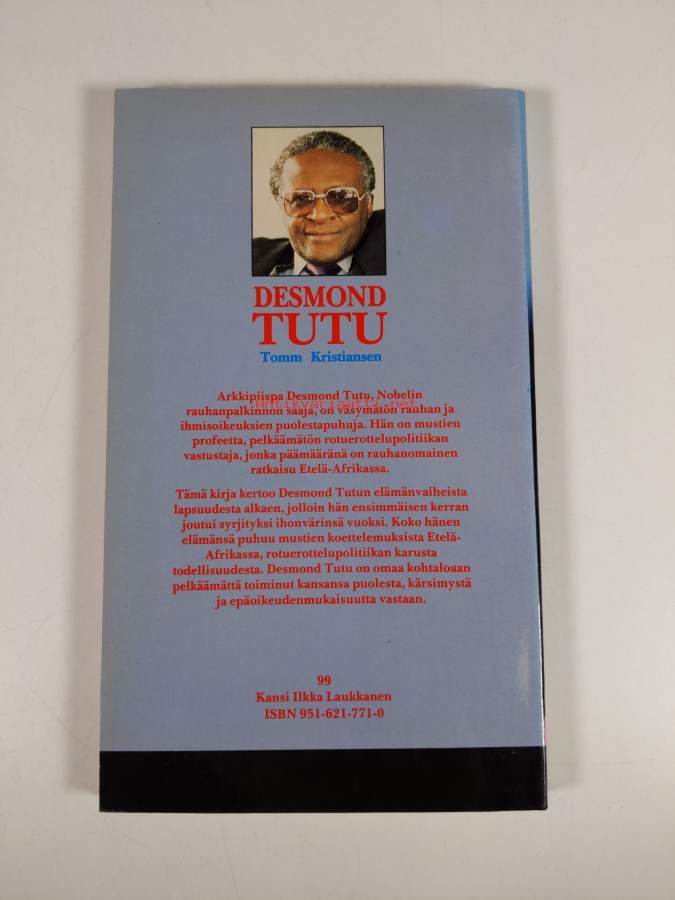 DESMOND
TUTU
Tomm Kristiansen
Arkkipiispa Desmond Tutu, Nobelin
rauhanpalkinnon saaja, on väsymätön rauhan ja
ihmisoikeuksien puolestapuhuja. Hän on mustien
profeetta, pelkäämätön rotuerottelupolitiikan
vastustaja, jonka päämääränä on rauhanomainen
ratkaisu Etelä-Afrikassa.
Tämä kirja kertoo Desmond Tutun elämänvaiheista
lapsuudesta alkaen, jolloin hän ensimmäisen kerran
joutui syrjityksi ihonvärinsä vuoksi. Koko hänen
elämänsä puhuu mustien koettelemuksista Etelä-
Afrikassa, rotuerottelupolitiikan karusta
todellisuudesta. Desmond Tutu on omaa kohtaloaan
pelkäämättä toiminut kansansa puolesta, kärsimystä
ja epäoikeudenmukaisuutta vastaan.
99
Kansi Ilkka Laukkanen
ISBN 951-621-771-0